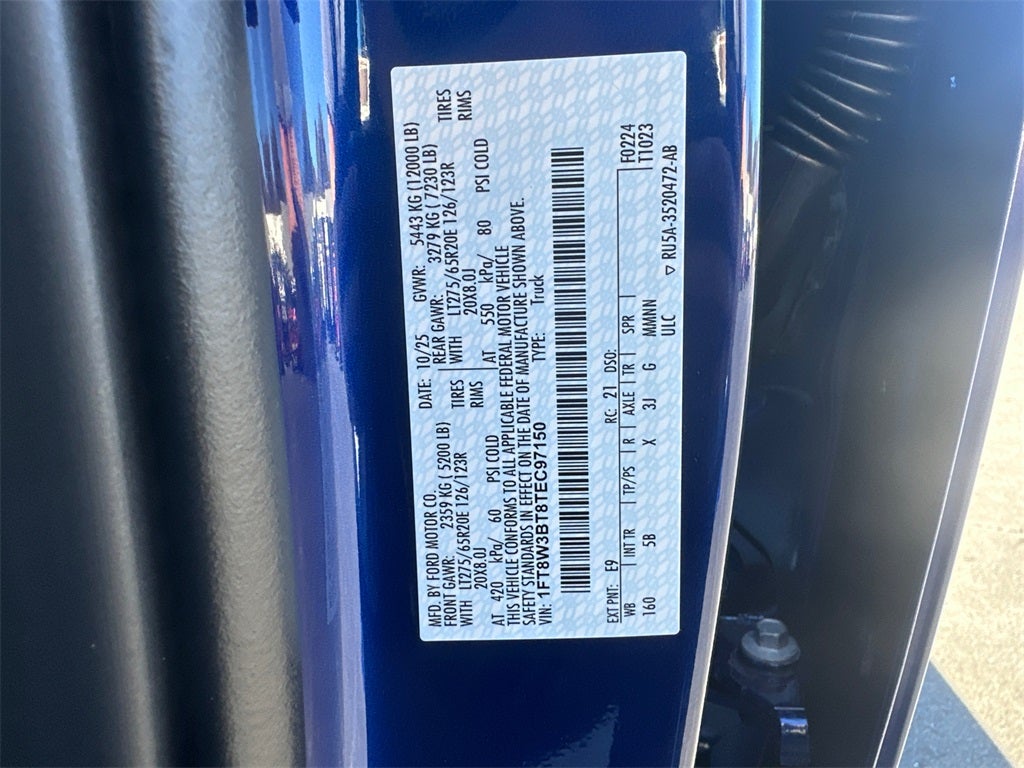 MFD. BY FORD MOTOR CO.
DATE: 10/25 GVWR: 5443 KG (12000 LB)
FRONT GAWR: 2359 KG ( 5200 LB) REAR GAWR: 3279 KG ( 7230 LB)
WITH LT275/65R20E 126/123R TIRES WITH LT275/65R20E 126/123R TIRES
20X8.0J RIMS 20X8.0J RIMS
AT 420 kPa/ 60 PSI COLD AT 550 kPa/ 80 PSI COLD
THIS VEHICLE CONFORMS TO ALL APPLICABLE FEDERAL MOTOR VEHICLE
SAFETY STANDARDS IN EFFECT ON THE DATE OF MANUFACTURE SHOWN ABOVE.
VIN: 1FT8W3BT8TEC97150 TYPE: Truck
EXT PNT: E9 RC: 21 DSO: F0224
WB INT TR TP/PS R AXLE TR SPR T1023
160 5B X 3J G MMNNN
ULC ▽ RU5A-3520472-AB